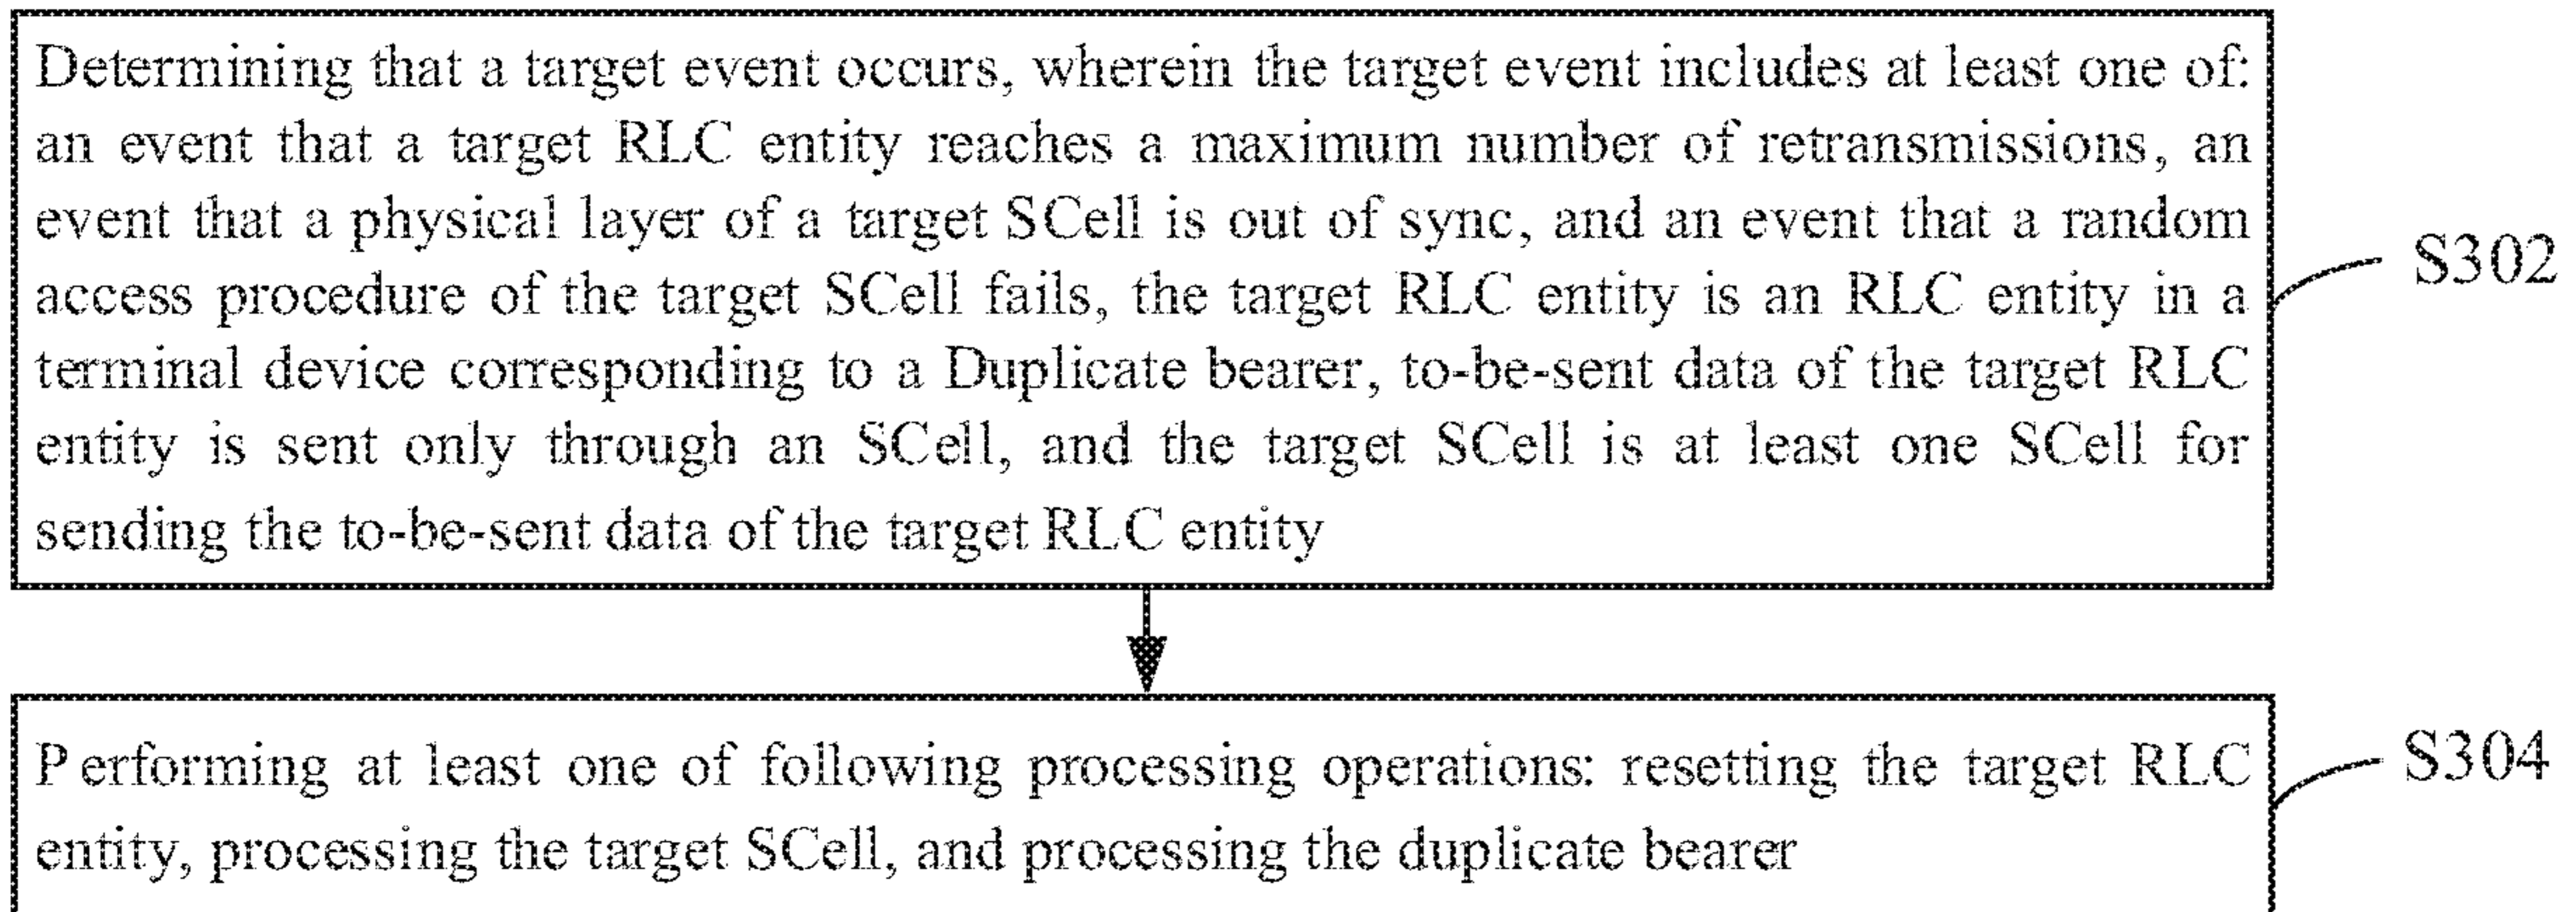 Determining that a target event occurs, wherein the target event includes at least one of:
an event that a target RLC entity reaches a maximum number of retransmissions, an
event that a physical layer of a target SCell is out of sync, and an event that a random
access procedure of the target SCell fails, the target RLC entity is an RLC entity in a
terminal device corresponding to a Duplicate bearer, to-be-sent data of the target RLC
entity is sent only through an SCell, and the target SCell is at least one SCell for
sending the to-be-sent data of the target RLC entity
S302
Performing at least one of following processing operations: resetting the target RLC
entity, processing the target SCell, and processing the duplicate bearer
S304